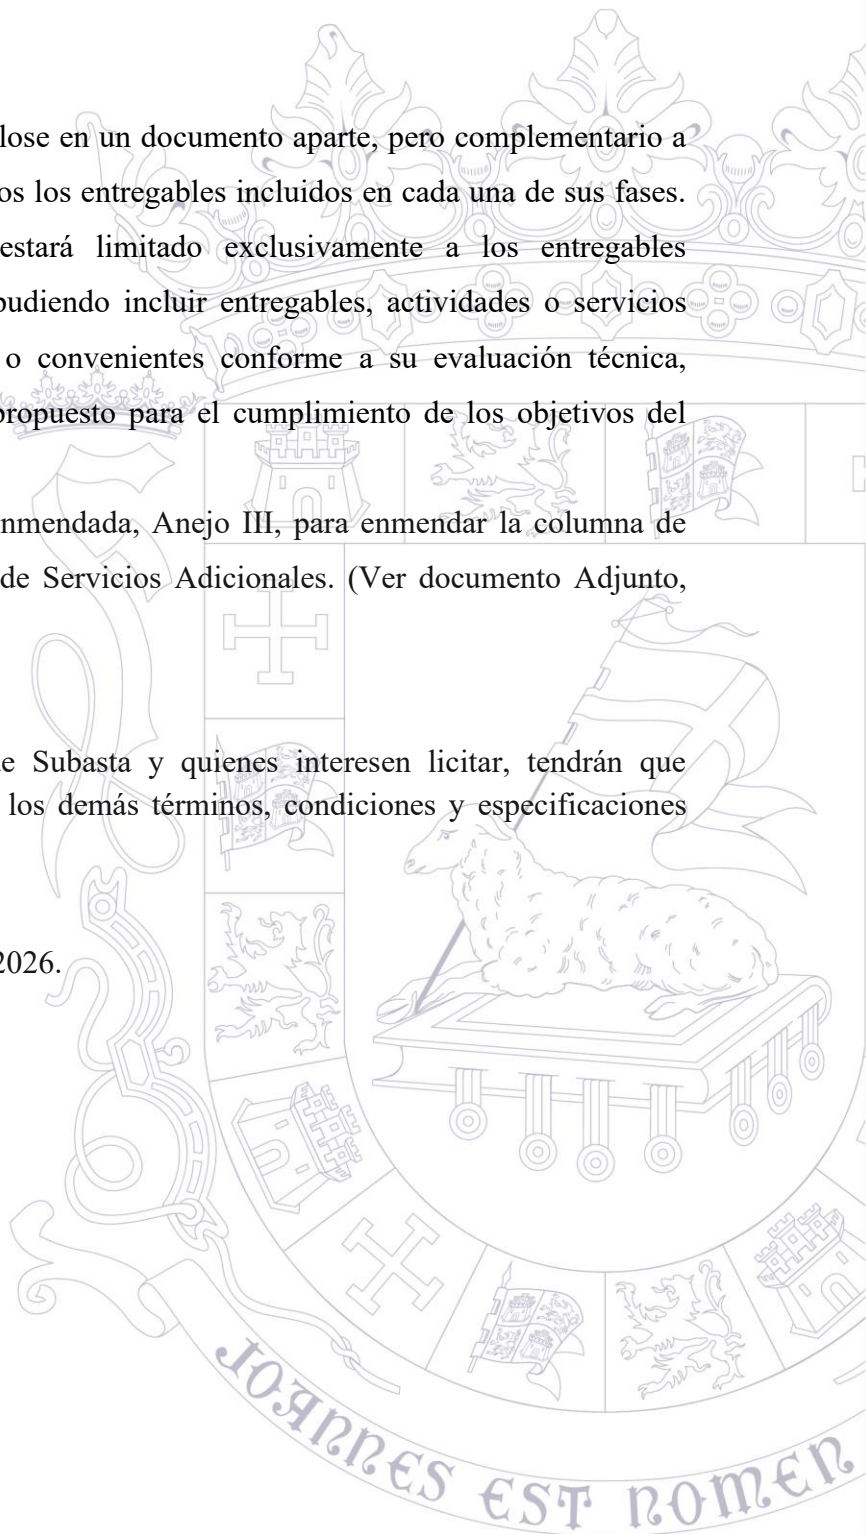 lose en un documento aparte, pero complementario a
os los entregables incluidos en cada una de sus fases.
estará limitado exclusivamente a los entregables
pudiendo incluir entregables, actividades o servicios
o convenientes conforme a su evaluación técnica,
propuesto para el cumplimiento de los objetivos del
nmendada, Anejo III, para enmendar la columna de
de Servicios Adicionales. (Ver documento Adjunto,
e Subasta y quienes interesen licitar, tendrán que
los demás términos, condiciones y especificaciones
2026.
JOANNES EST NOMEN